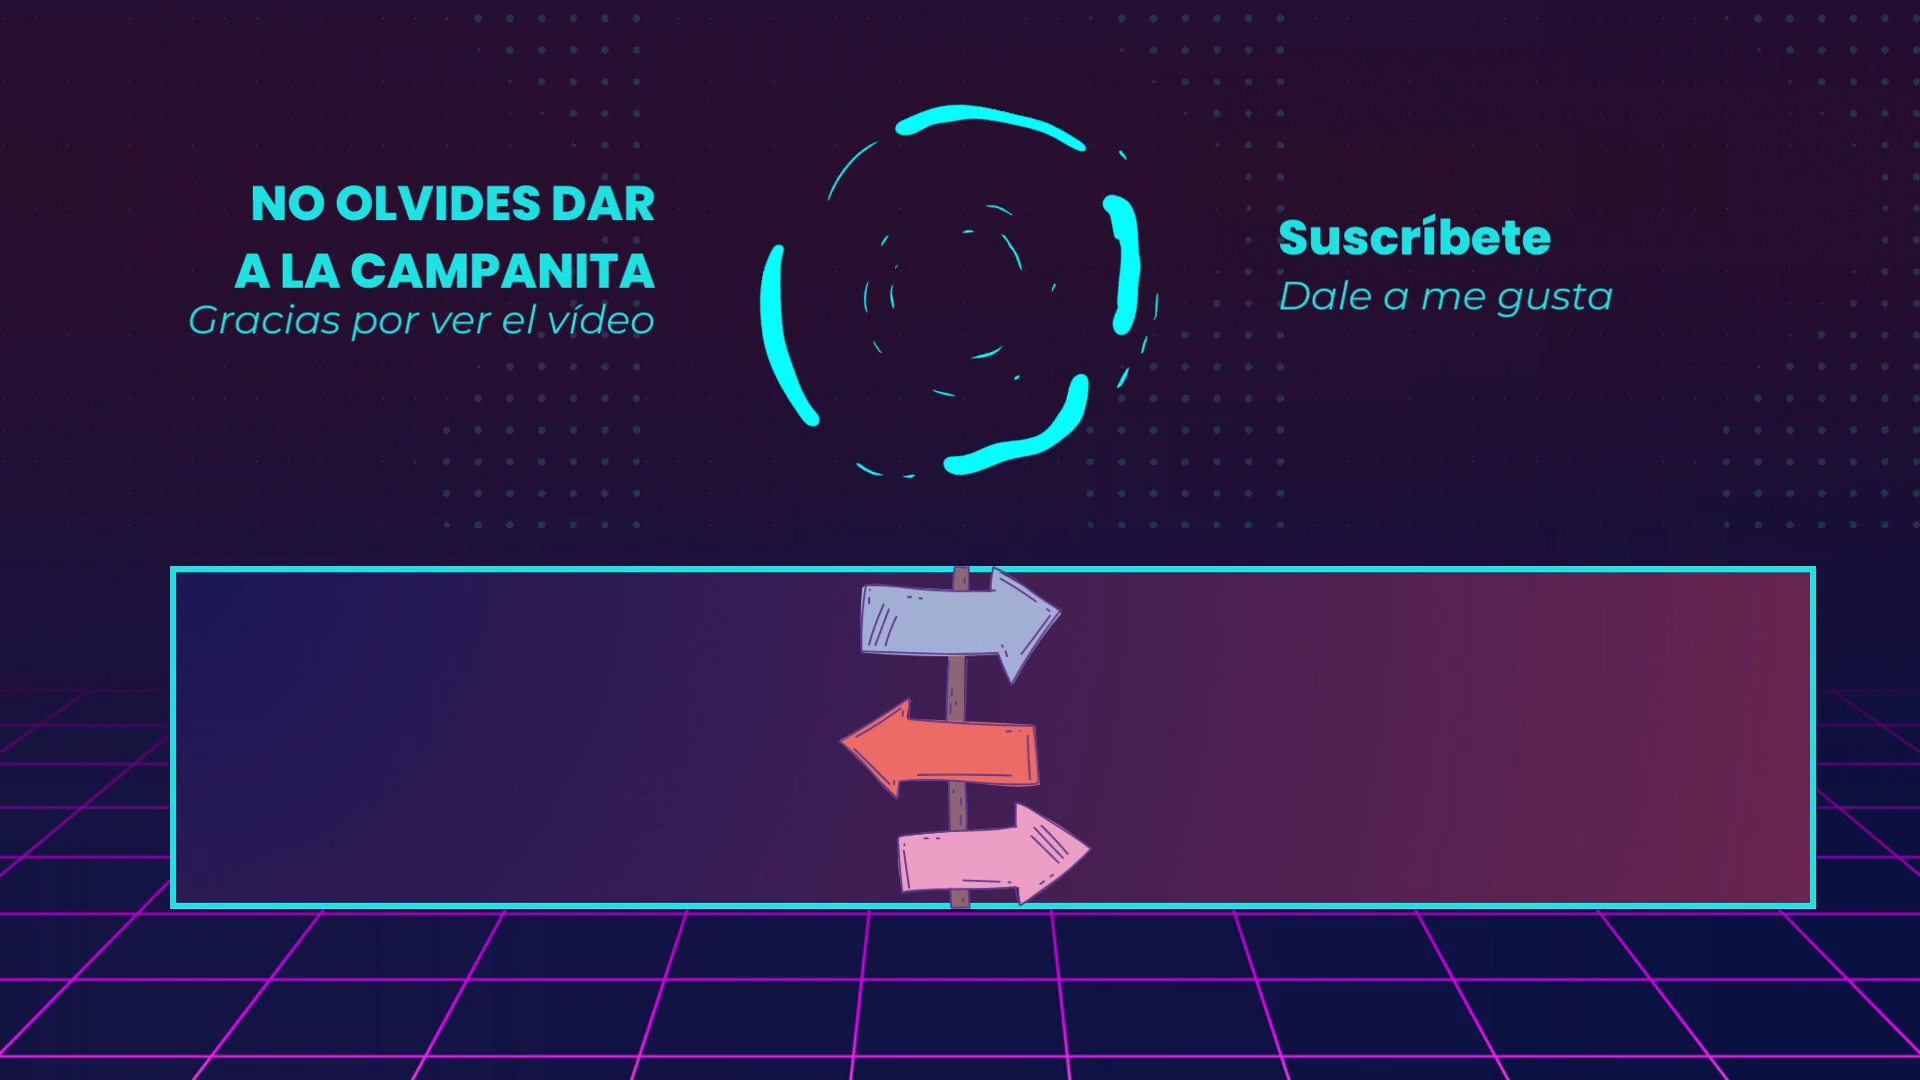 NO OLVIDES DAR
A LA CAMPANITA
Gracias por ver el vídeo
Suscríbete
Dale a me gusta